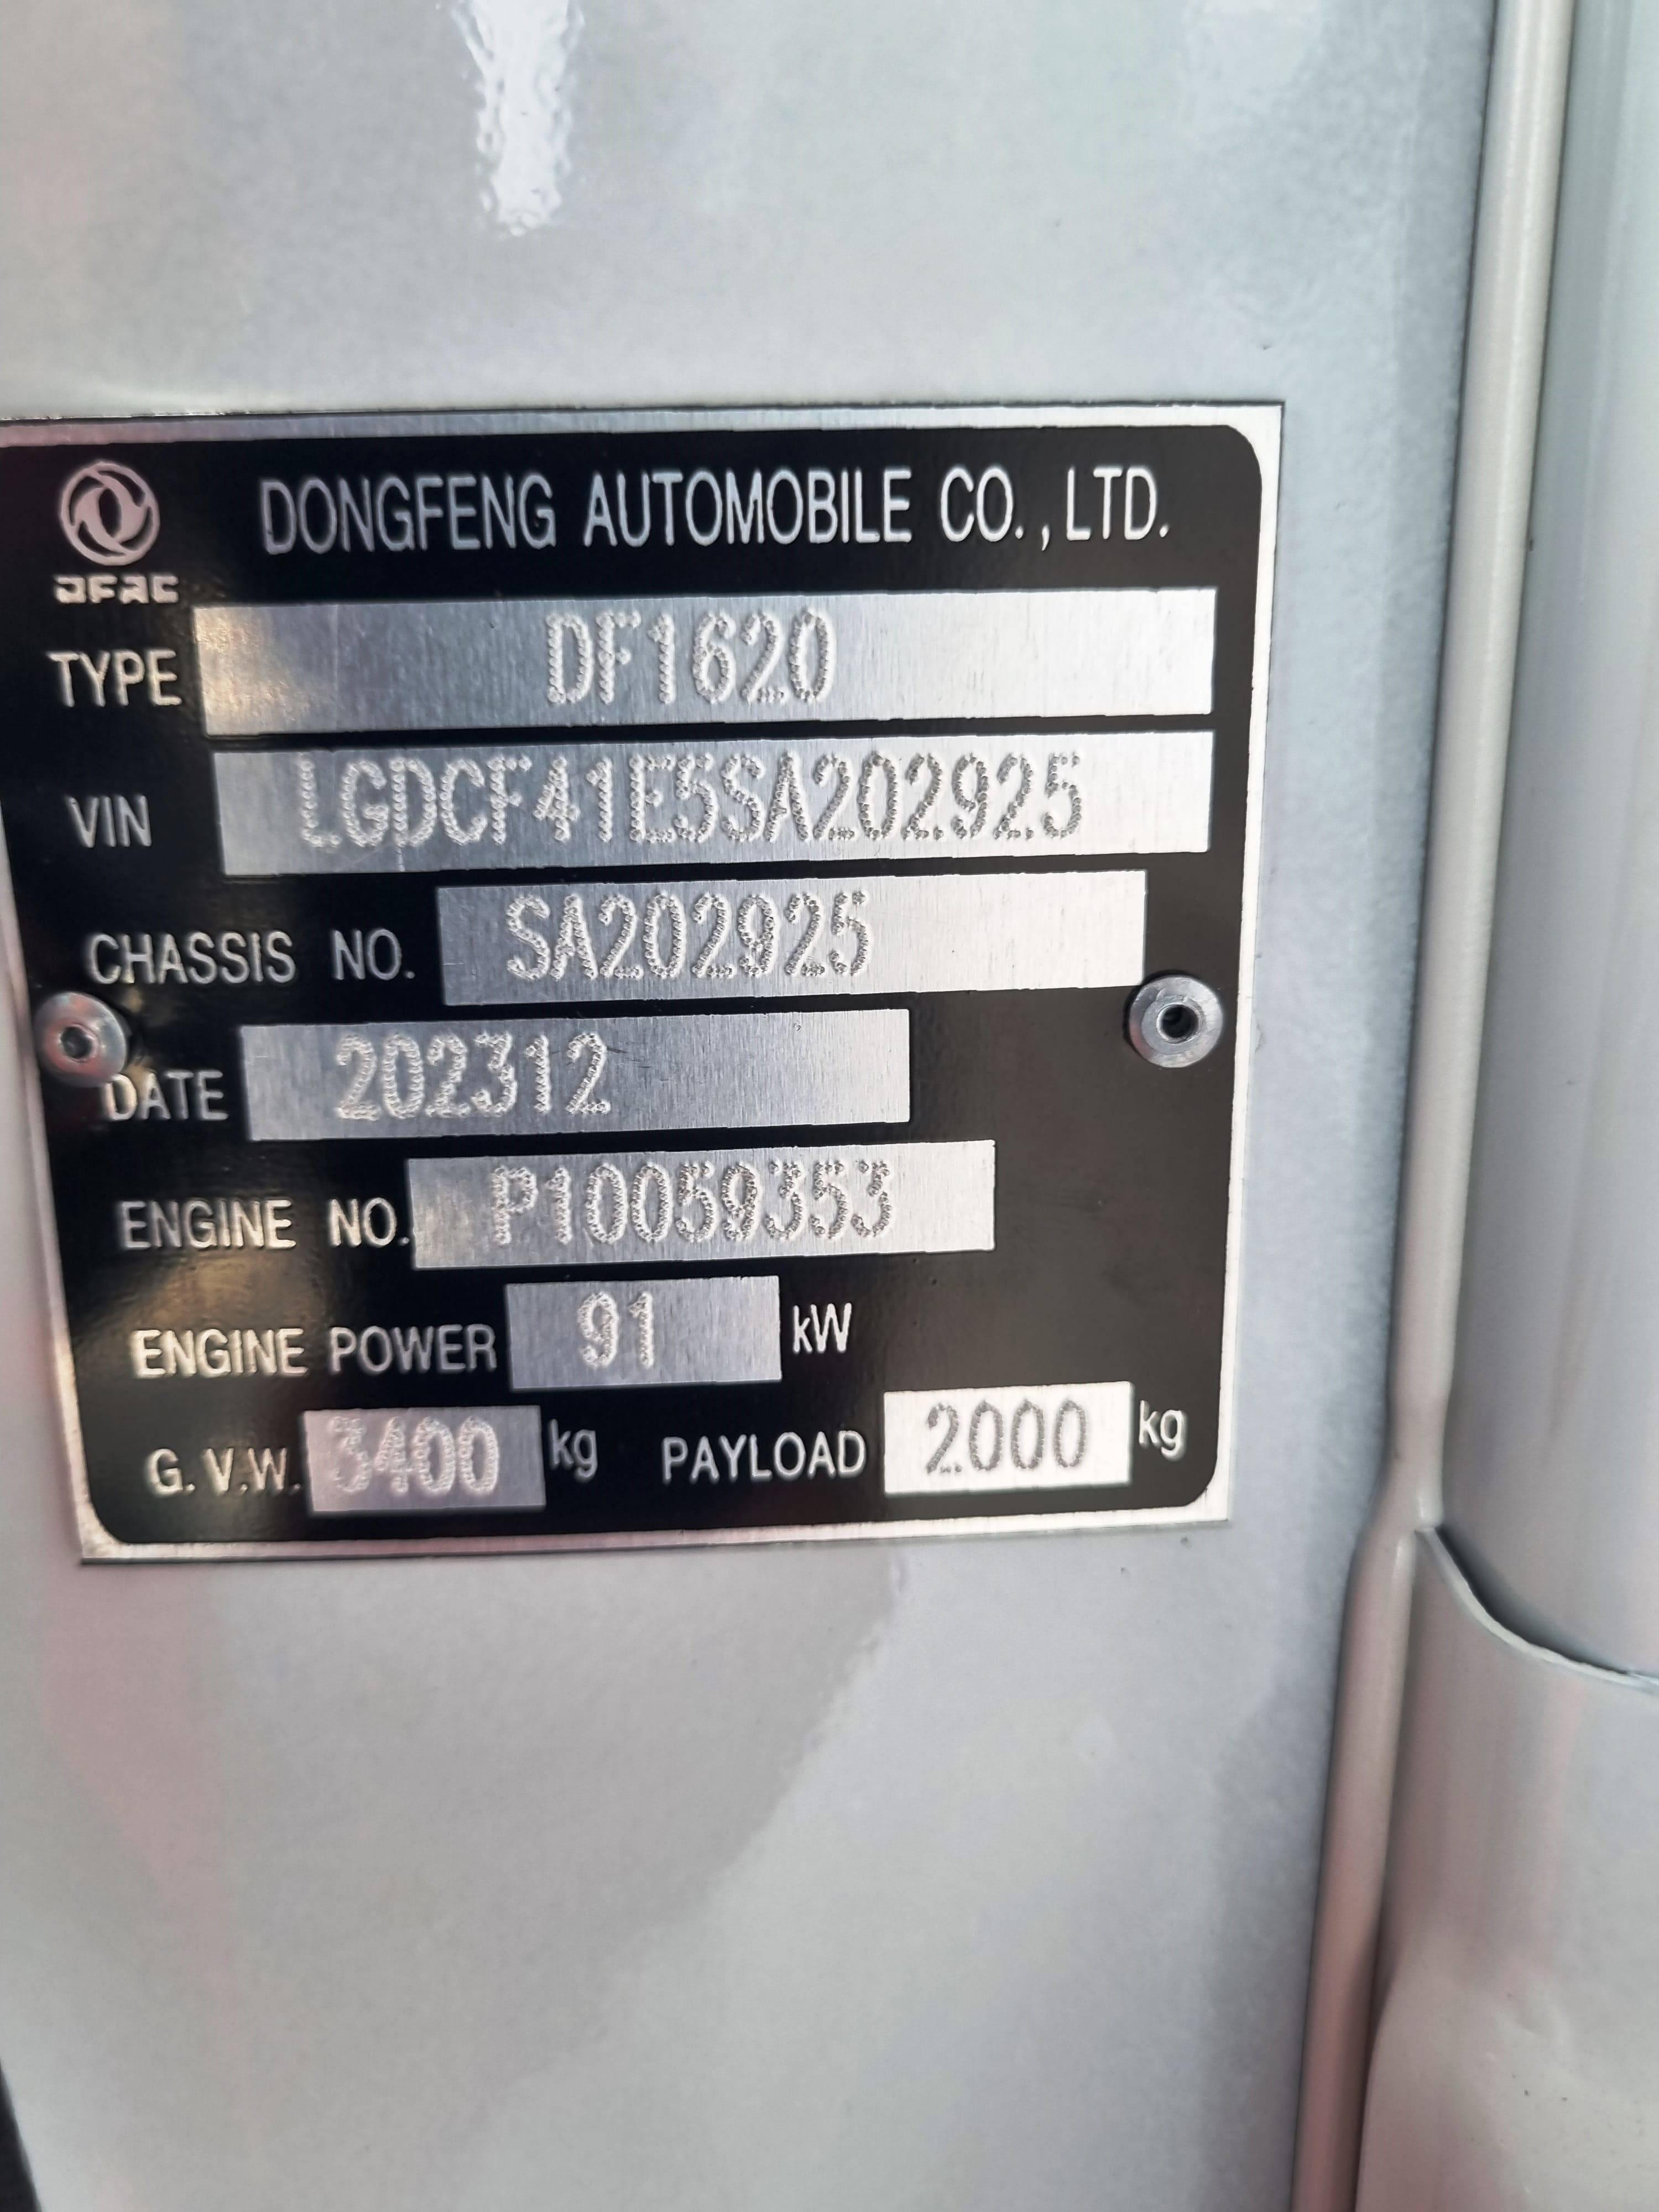 DONGFENG AUTOMOBILE CO., LTD.
DFAC
TYPE DF1620
VIN LGDCF41E5SA202925
CHASSIS NO. SA202925
DATE 202312
ENGINE NO. P10059353
ENGINE POWER 91 kW
G.V.W. 3400 kg PAYLOAD 2000 kg